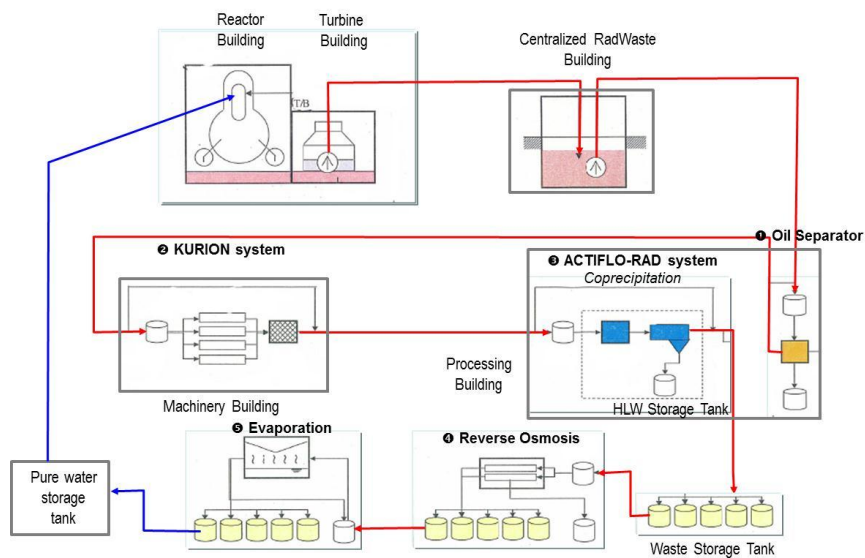 Reactor
Building
Turbine
Building
Centralized RadWaste
Building
T/B
❶ Oil Separator
❷ KURION system
❸ ACTIFLO-RAD system
Coprecipitation
Processing
Building
HLW Storage Tank
Machinery Building
❺ Evaporation
❹ Reverse Osmosis
Pure water
storage
tank
Waste Storage Tank